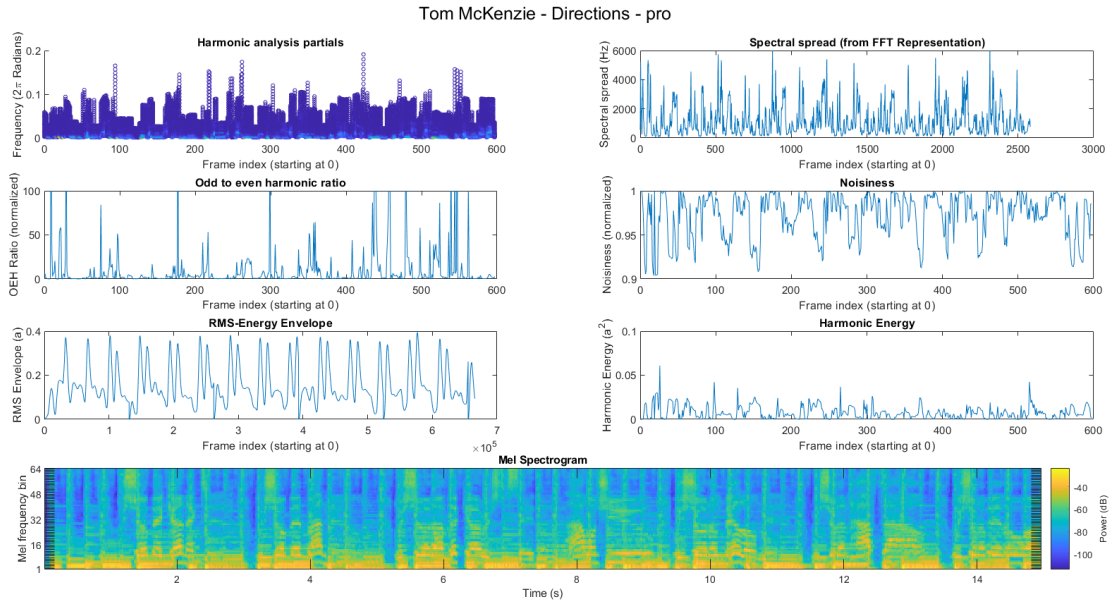 Tom McKenzie - Directions - pro
Harmonic analysis partials
Frequency (2π Radians)
0.2
0.1
0
0 100 200 300 400 500 600
Frame index (starting at 0)
Spectral spread (from FFT Representation)
Spectral spread (Hz)
6000
4000
2000
0
0 500 1000 1500 2000 2500 3000
Frame index (starting at 0)
Odd to even harmonic ratio
OEH Ratio (normalized)
100
50
0
0 100 200 300 400 500 600
Frame index (starting at 0)
Noisiness
Noisiness (normalized)
1
0.95
0.9
0 100 200 300 400 500 600
Frame index (starting at 0)
RMS-Energy Envelope
RMS Envelope (a)
0.4
0.2
0
0 1 2 3 4 5 6 7
Frame index (starting at 0)
×10^5
Harmonic Energy
Harmonic Energy (a^2)
0.1
0.05
0
0 100 200 300 400 500 600
Frame index (starting at 0)
Mel Spectrogram
Mel frequency bin
64
48
32
16
1
2 4 6 8 10 12 14
Time (s)
-40
-60
-80
-100
Power (dB)